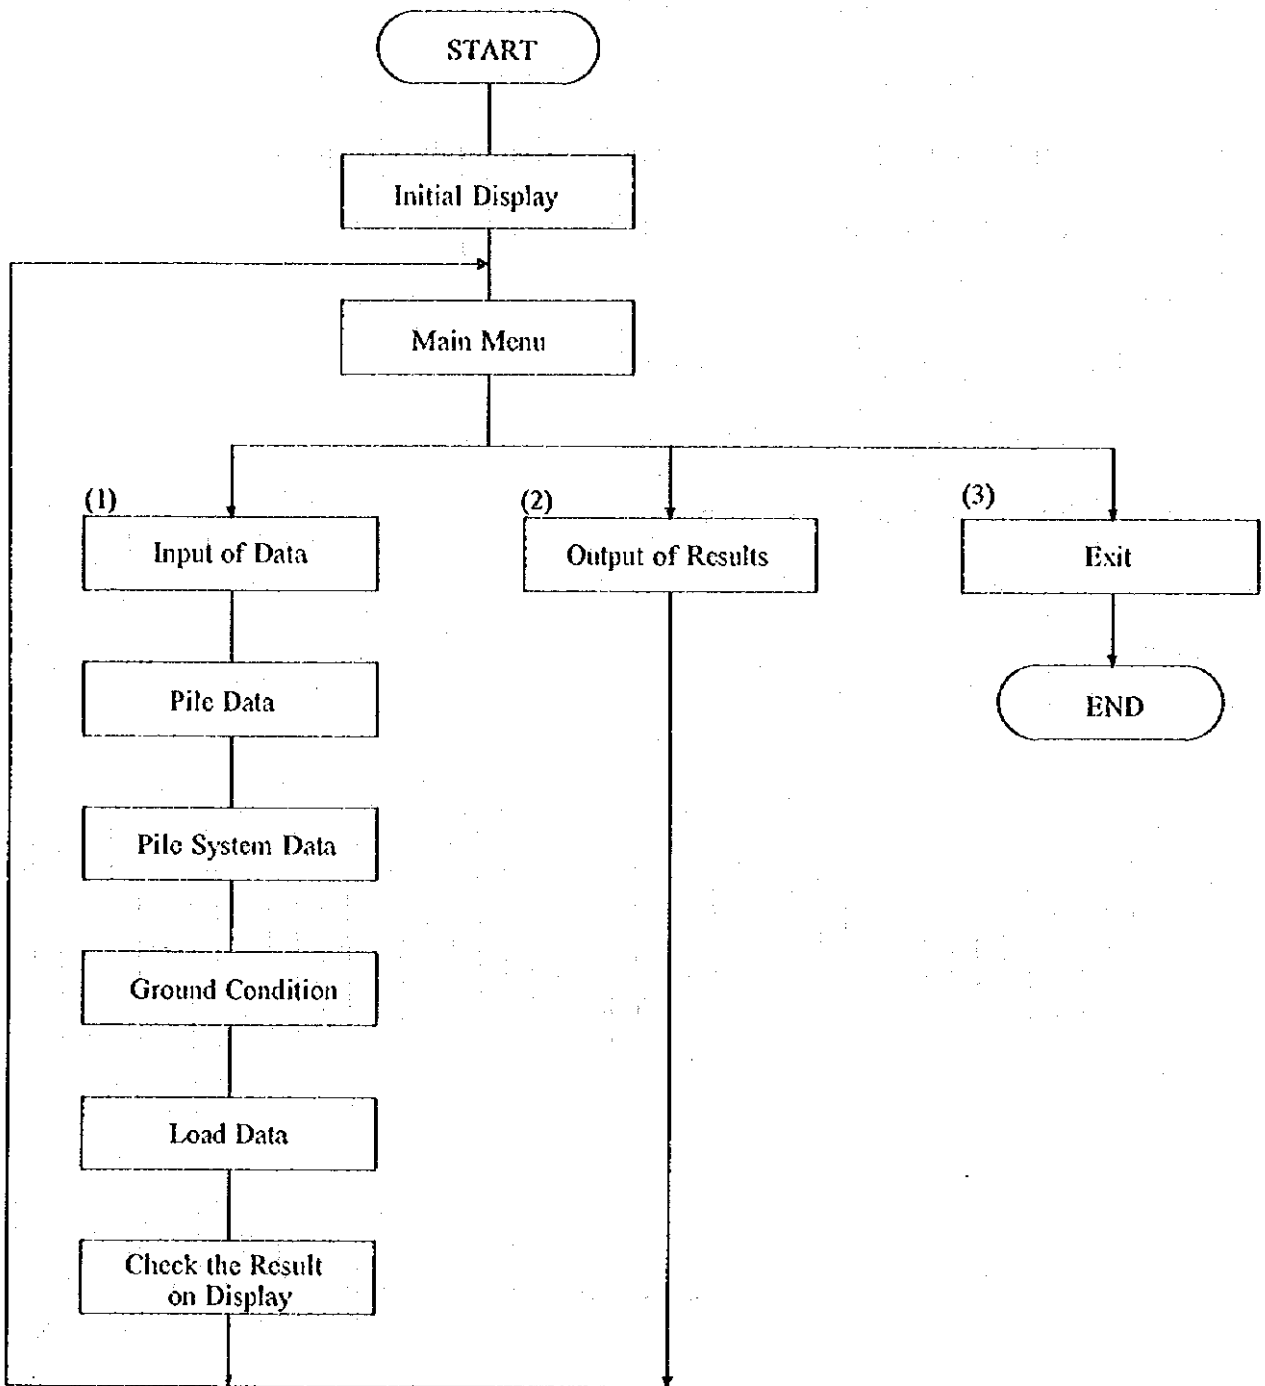 START
Initial Display
Main Menu
(1)
Input of Data
Pile Data
Pile System Data
Ground Condition
Load Data
Check the Result
on Display
(2)
Output of Results
(3)
Exit
END